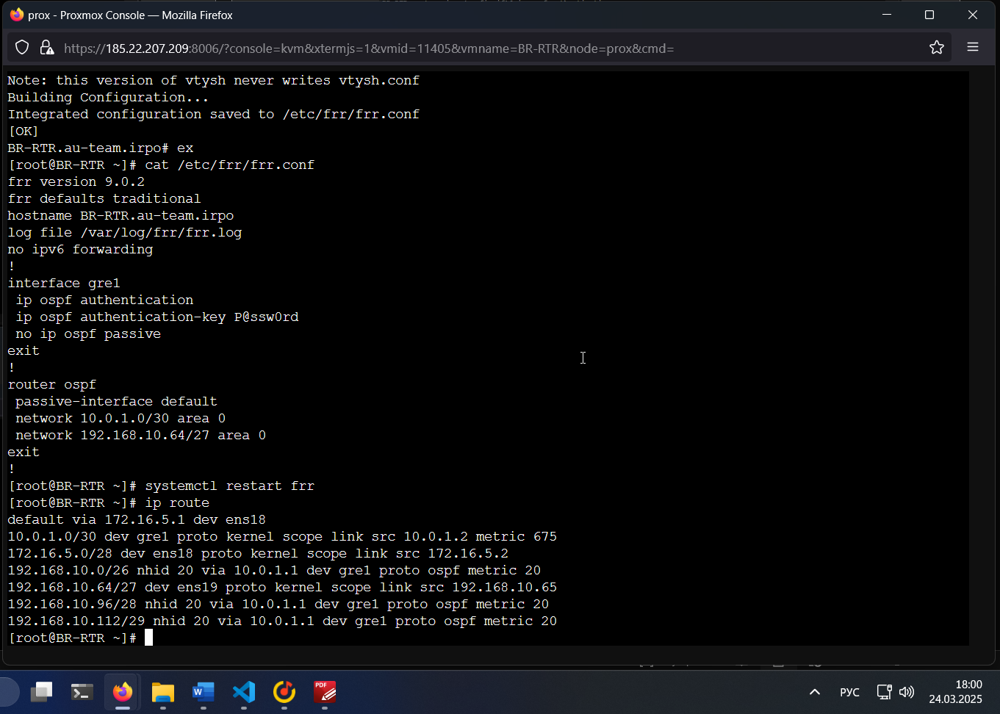 prox - Proxmox Console — Mozilla Firefox
https://185.22.207.209:8006/?console=kvm&xtermjs=1&vmid=11405&vmname=BR-RTR&node=prox&cmd=
Note: this version of vtysh never writes vtysh.conf
Building Configuration...
Integrated configuration saved to /etc/frr/frr.conf
[OK]
BR-RTR.au-team.irpo# ex
[root@BR-RTR ~]# cat /etc/frr/frr.conf
frr version 9.0.2
frr defaults traditional
hostname BR-RTR.au-team.irpo
log file /var/log/frr/frr.log
no ipv6 forwarding
!
interface gre1
 ip ospf authentication
 ip ospf authentication-key P@ssw0rd
 no ip ospf passive
exit
!
router ospf
 passive-interface default
 network 10.0.1.0/30 area 0
 network 192.168.10.64/27 area 0
exit
!
[root@BR-RTR ~]# systemctl restart frr
[root@BR-RTR ~]# ip route
default via 172.16.5.1 dev ens18
10.0.1.0/30 dev gre1 proto kernel scope link src 10.0.1.2 metric 675
172.16.5.0/28 dev ens18 proto kernel scope link src 172.16.5.2
192.168.10.0/26 nhid 20 via 10.0.1.1 dev gre1 proto ospf metric 20
192.168.10.64/27 dev ens19 proto kernel scope link src 192.168.10.65
192.168.10.96/28 nhid 20 via 10.0.1.1 dev gre1 proto ospf metric 20
192.168.10.112/29 nhid 20 via 10.0.1.1 dev gre1 proto ospf metric 20
[root@BR-RTR ~]#
W
PDF
РУС
18:00
24.03.2025